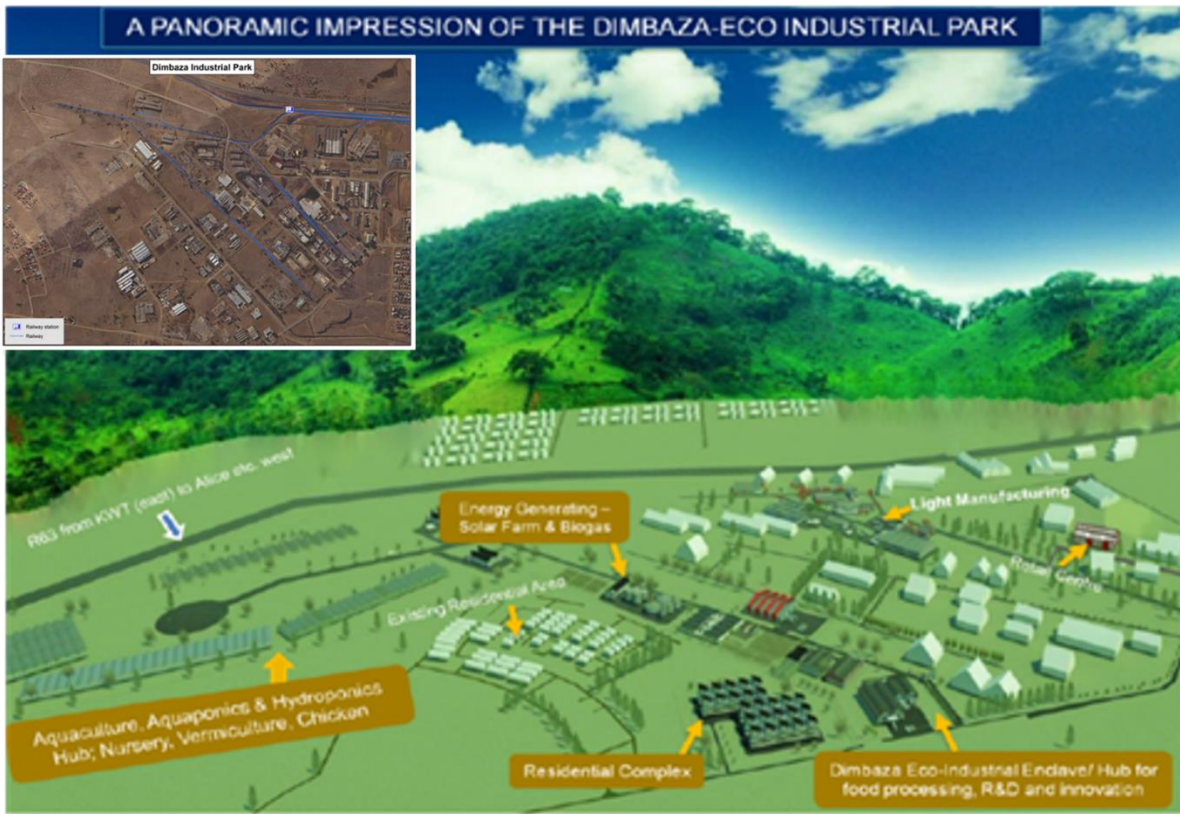 A PANORAMIC IMPRESSION OF THE DIMBAZA-ECO INDUSTRIAL PARK
Dimbaza Industrial Park
Railway station
Railway
R63 from KWT (east) to Alice etc. west
Energy Generating –
Solar Farm & Biogas
Light Manufacturing
Retail Centre
Existing Residential Area
Aquaculture, Aquaponics & Hydroponics
Hub; Nursery, Vermiculture, Chicken
Residential Complex
Dimbaza Eco-Industrial Enclave/ Hub for
food processing, R&D and innovation